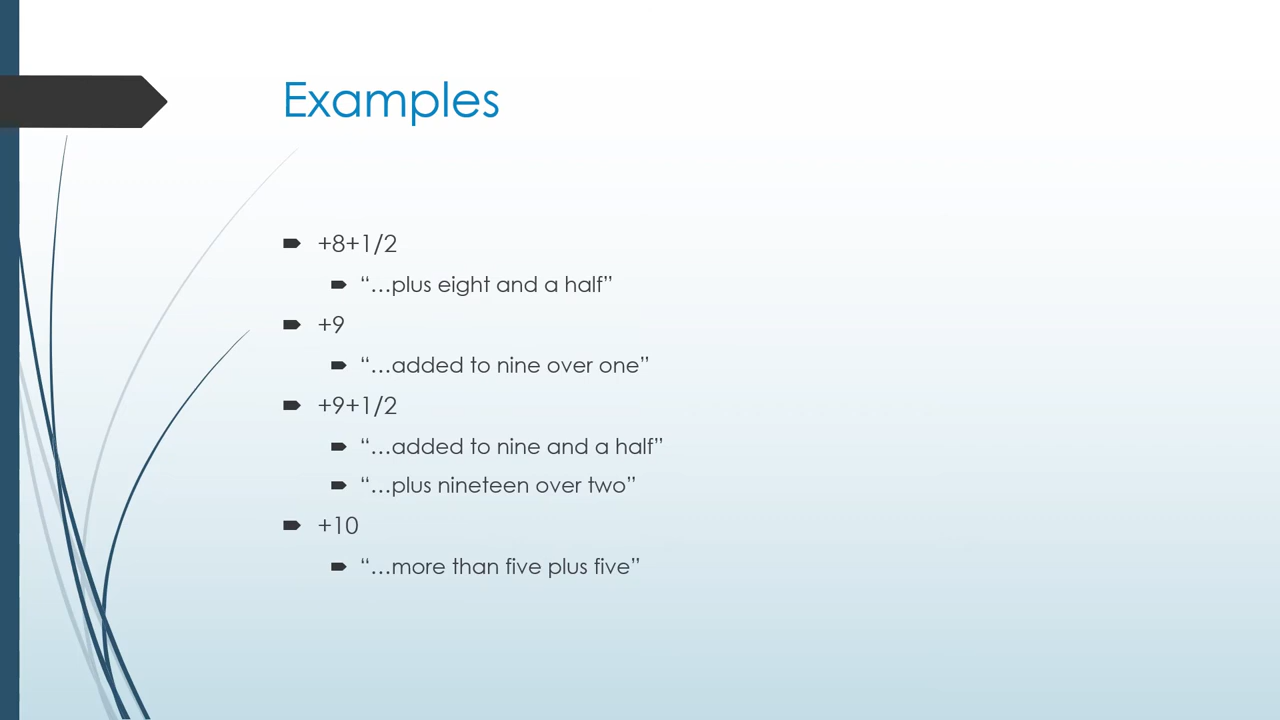 Examples
+8+1/2
“…plus eight and a half”
+9
“…added to nine over one”
+9+1/2
“…added to nine and a half”
“…plus nineteen over two”
+10
“…more than five plus five”